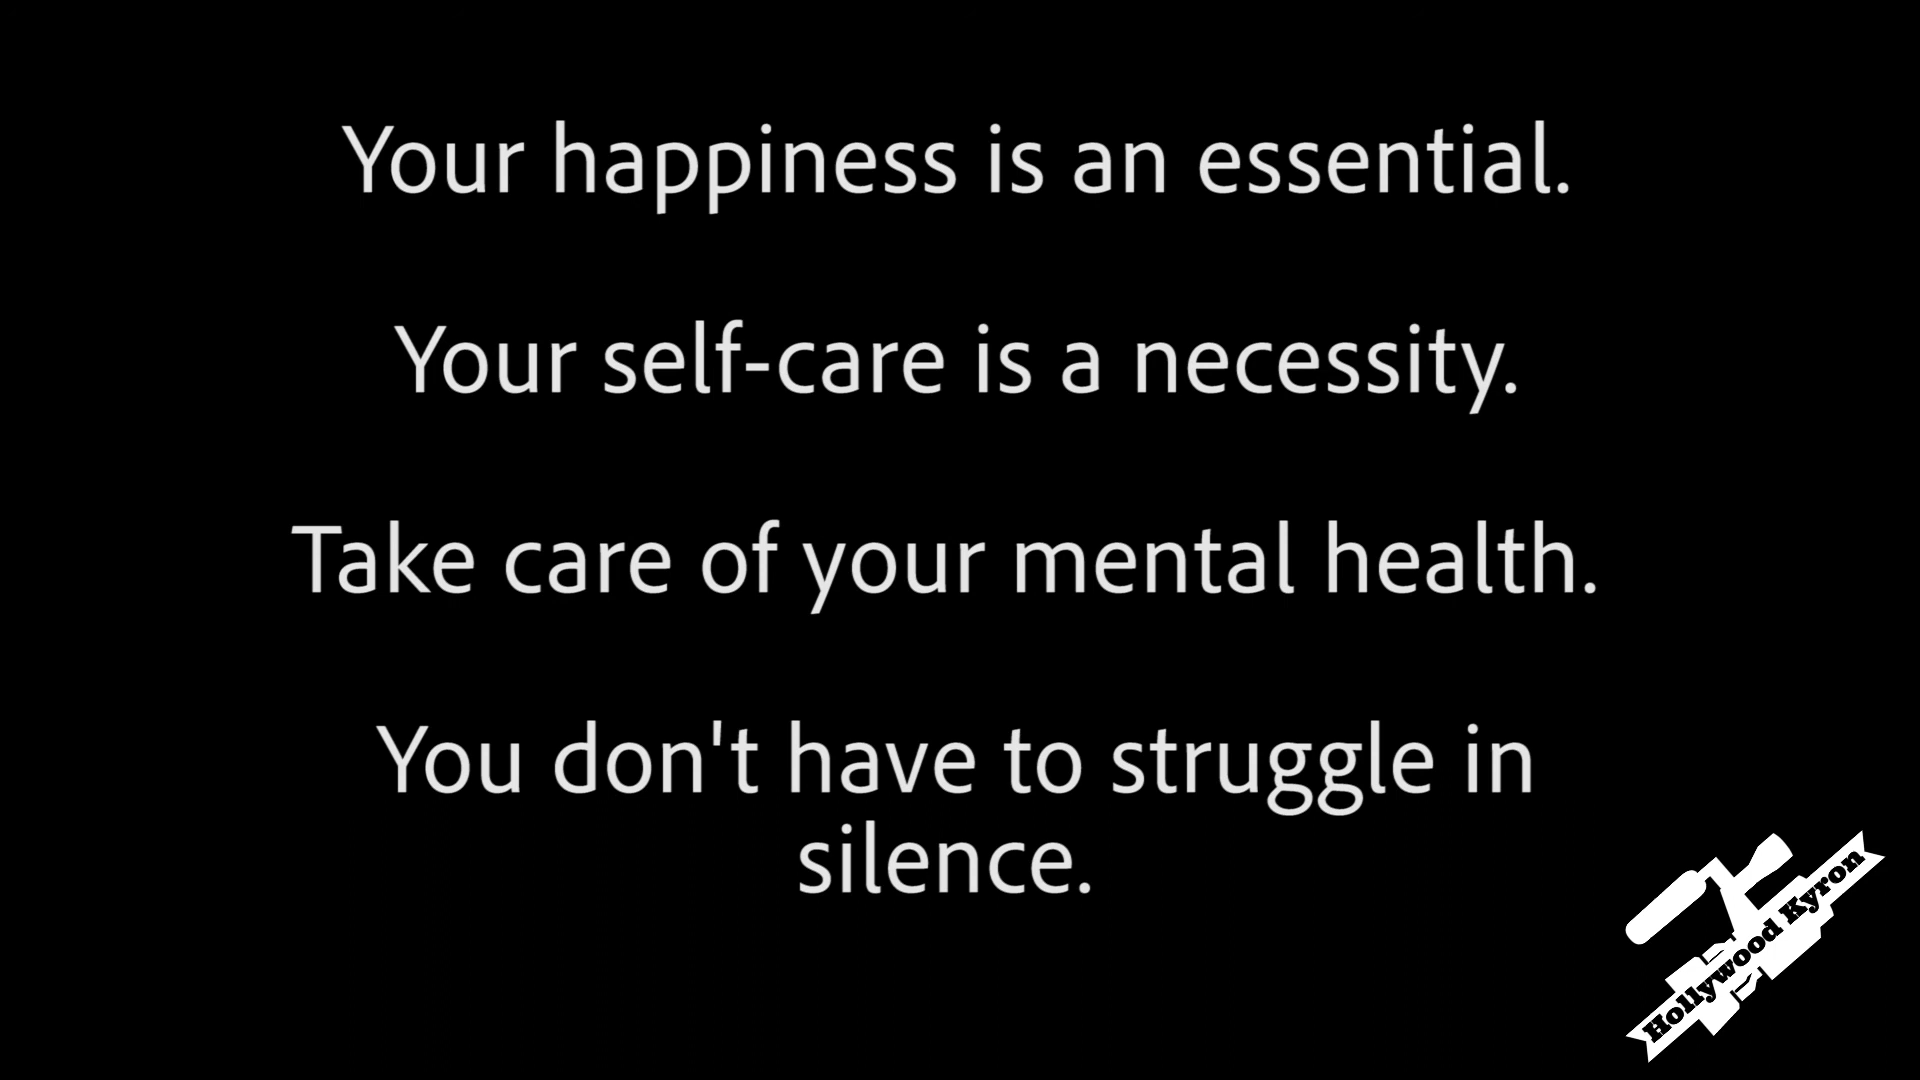 Your happiness is an essential.
Your self-care is a necessity.
Take care of your mental health.
You don't have to struggle in
silence.
Hollywood Kyron